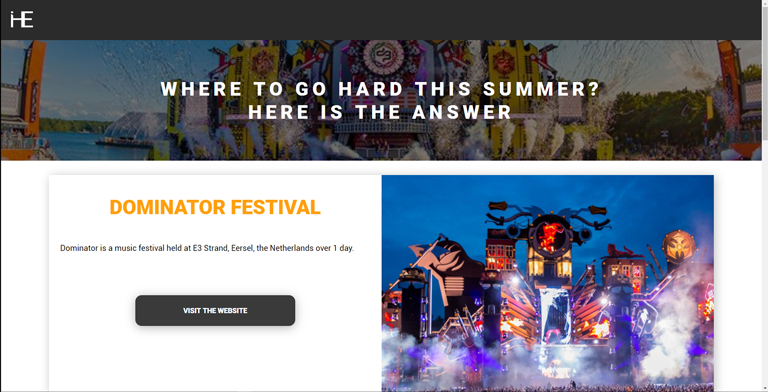 HE
WHERE TO GO HARD THIS SUMMER?
HERE IS THE ANSWER
DOMINATOR FESTIVAL
Dominator is a music festival held at E3 Strand, Eersel, the Netherlands over 1 day.
VISIT THE WEBSITE